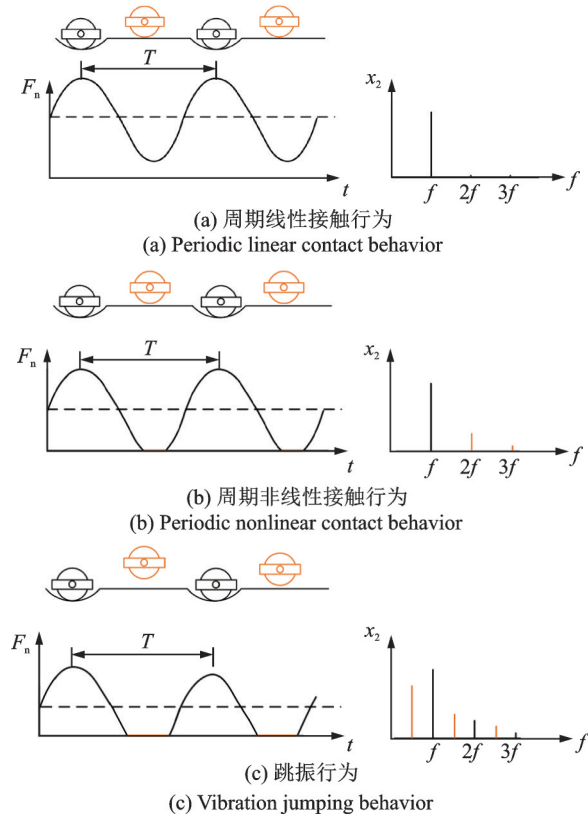 T
Fn
t
x2
f 2f 3f
f
(a) 周期线性接触行为
(a) Periodic linear contact behavior
T
Fn
t
x2
f 2f 3f
f
(b) 周期非线性接触行为
(b) Periodic nonlinear contact behavior
T
Fn
t
x2
f 2f 3f
f
(c) 跳振行为
(c) Vibration jumping behavior